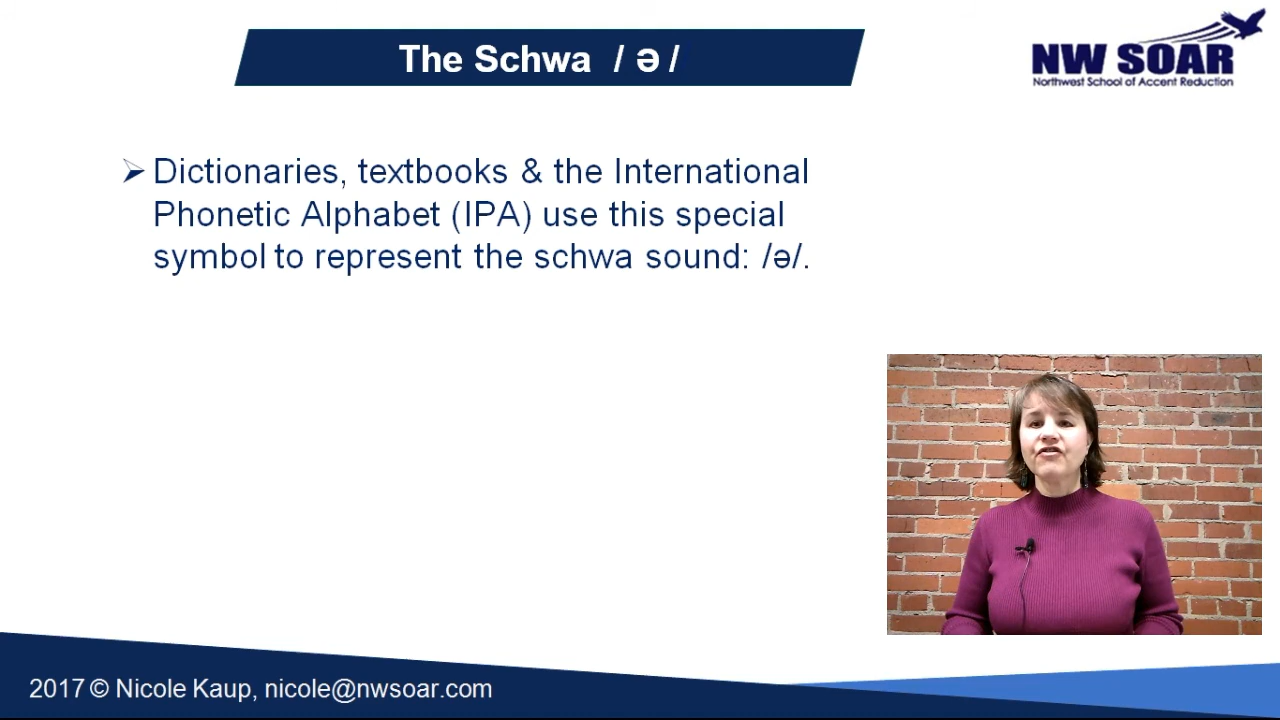 The Schwa / ə /
NW SOAR
Northwest School of Accent Reduction
➢ Dictionaries, textbooks & the International
Phonetic Alphabet (IPA) use this special
symbol to represent the schwa sound: /ə/.
2017 © Nicole Kaup, nicole@nwsoar.com